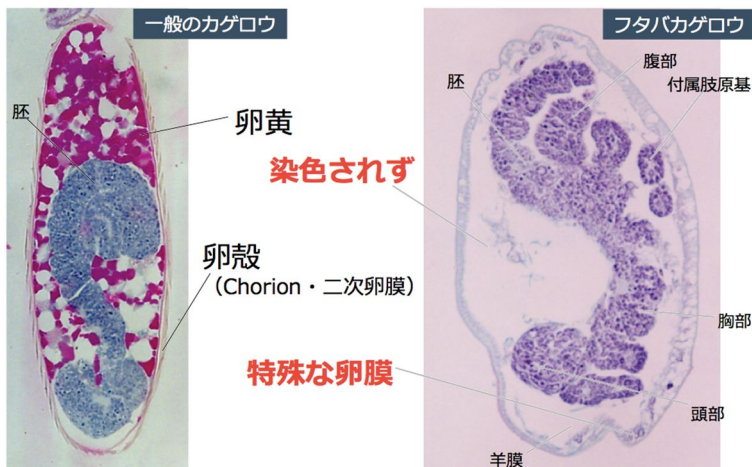 一般のカゲロウ
胚
卵黄
卵殻
(Chorion・二次卵膜)
フタバカゲロウ
腹部
胚
付属肢原基
染色されず
胸部
特殊な卵膜
頭部
羊膜